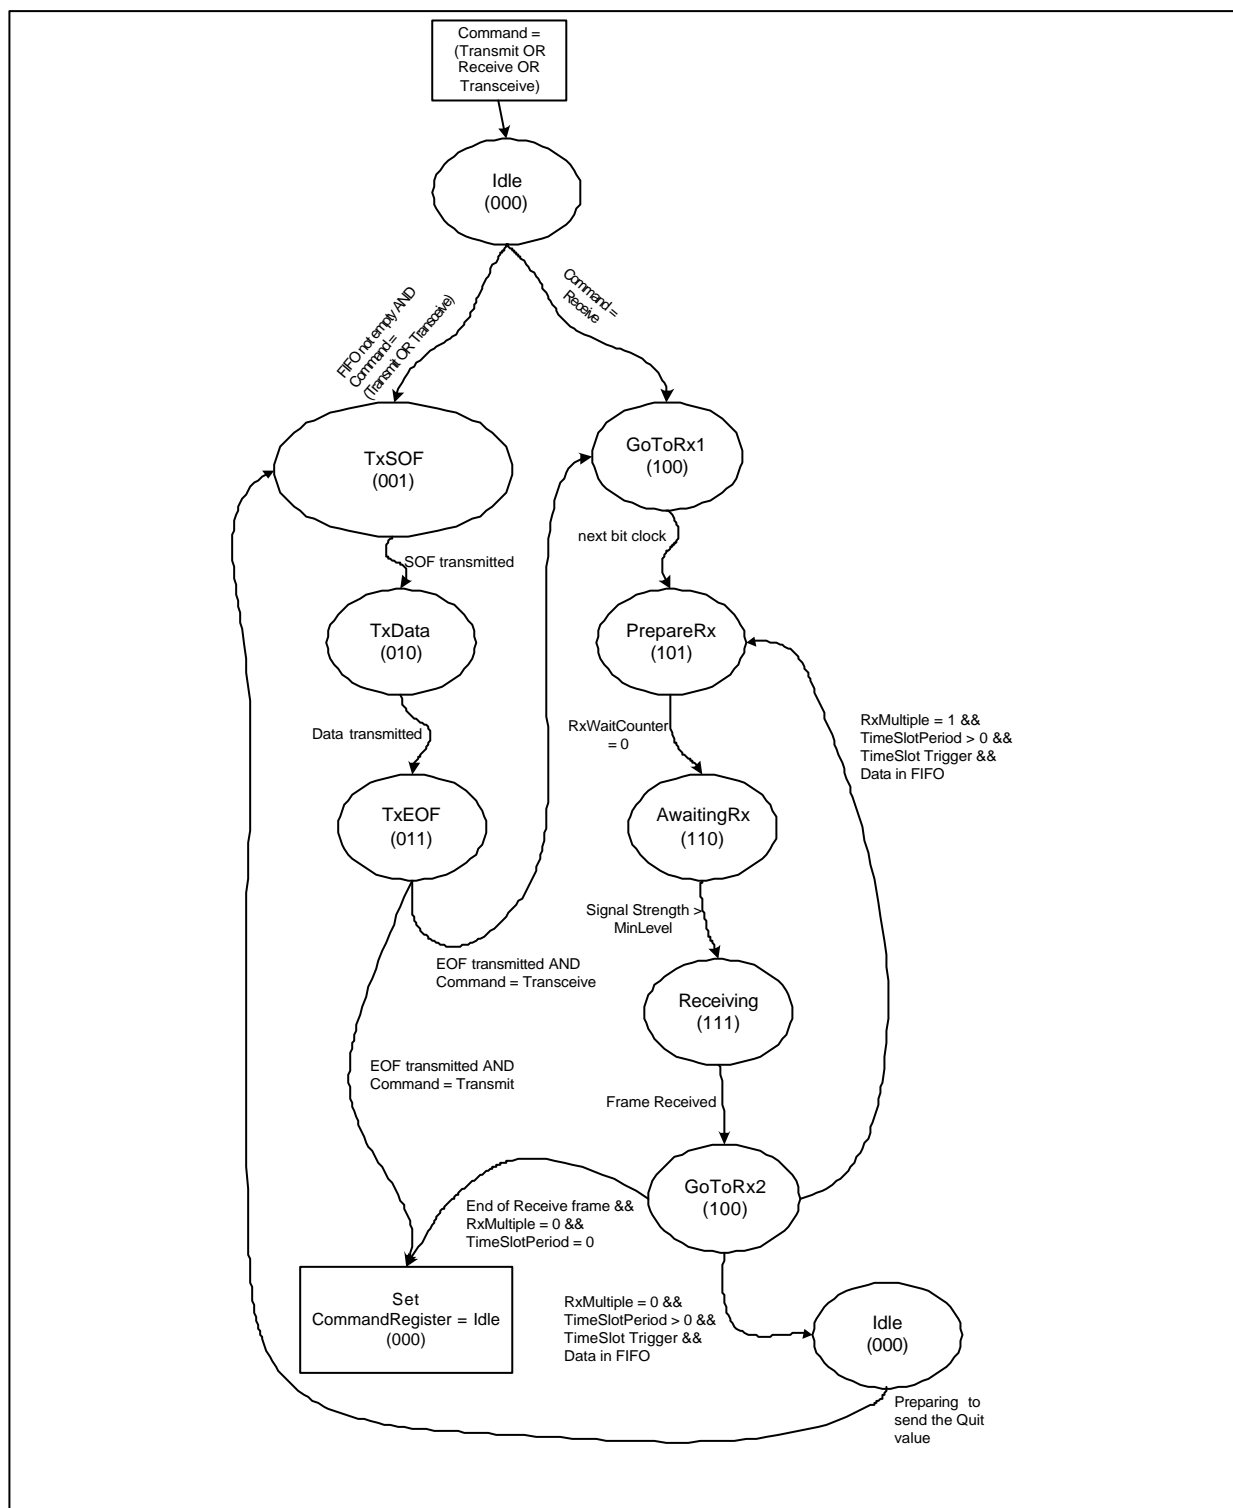 Command =
(Transmit OR
Receive OR
Transceive)
Idle
(000)
FIFO not empty AND
Command =
(Transmit OR Transceive)
Command =
Receive
TxSOF
(001)
GoToRx1
(100)
SOF transmitted
next bit clock
TxData
(010)
PrepareRx
(101)
Data transmitted
RxWaitCounter
= 0
RxMultiple = 1 &&
TimeSlotPeriod > 0 &&
TimeSlot Trigger &&
Data in FIFO
TxEOF
(011)
AwaitingRx
(110)
Signal Strength >
MinLevel
EOF transmitted AND
Command = Transceive
Receiving
(111)
EOF transmitted AND
Command = Transmit
Frame Received
GoToRx2
(100)
End of Receive frame &&
RxMultiple = 0 &&
TimeSlotPeriod = 0
Set
CommandRegister = Idle
(000)
RxMultiple = 0 &&
TimeSlotPeriod > 0 &&
TimeSlot Trigger &&
Data in FIFO
Idle
(000)
Preparing to
send the Quit
value